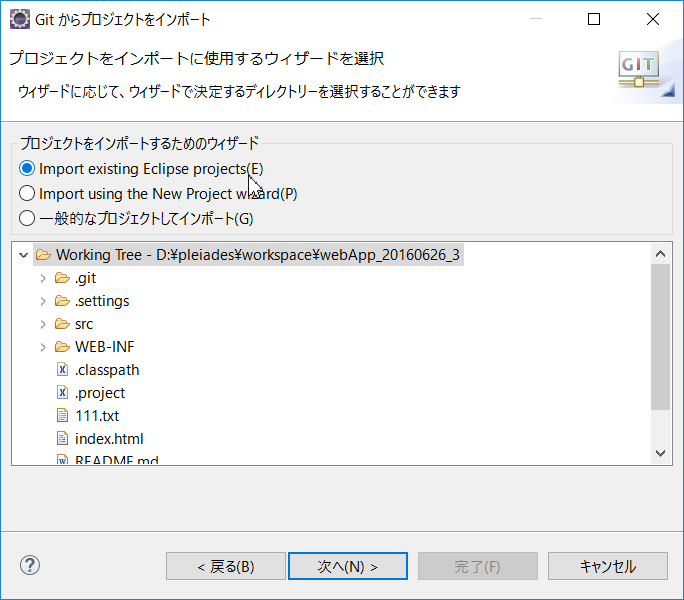 Git からプロジェクトをインポート
プロジェクトをインポートに使用するウィザードを選択
GIT
ウィザードに応じて、ウィザードで決定するディレクトリーを選択することができます
プロジェクトをインポートするためのウィザード
Import existing Eclipse projects(E)
Import using the New Project wizard(P)
一般的なプロジェクトしてインポート(G)
Working Tree - D:¥pleiades¥workspace¥webApp_20160626_3
.git
.settings
src
WEB-INF
.classpath
.project
111.txt
index.html
README.md
< 戻る(B)
次へ(N) >
完了(F)
キャンセル